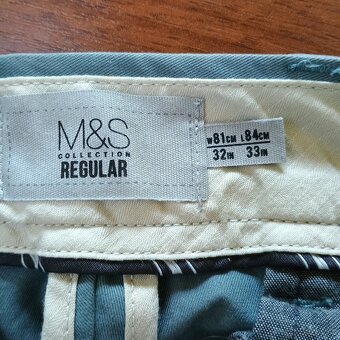 M&S
COLLECTION
REGULAR
W81CM L84CM
32IN 33IN